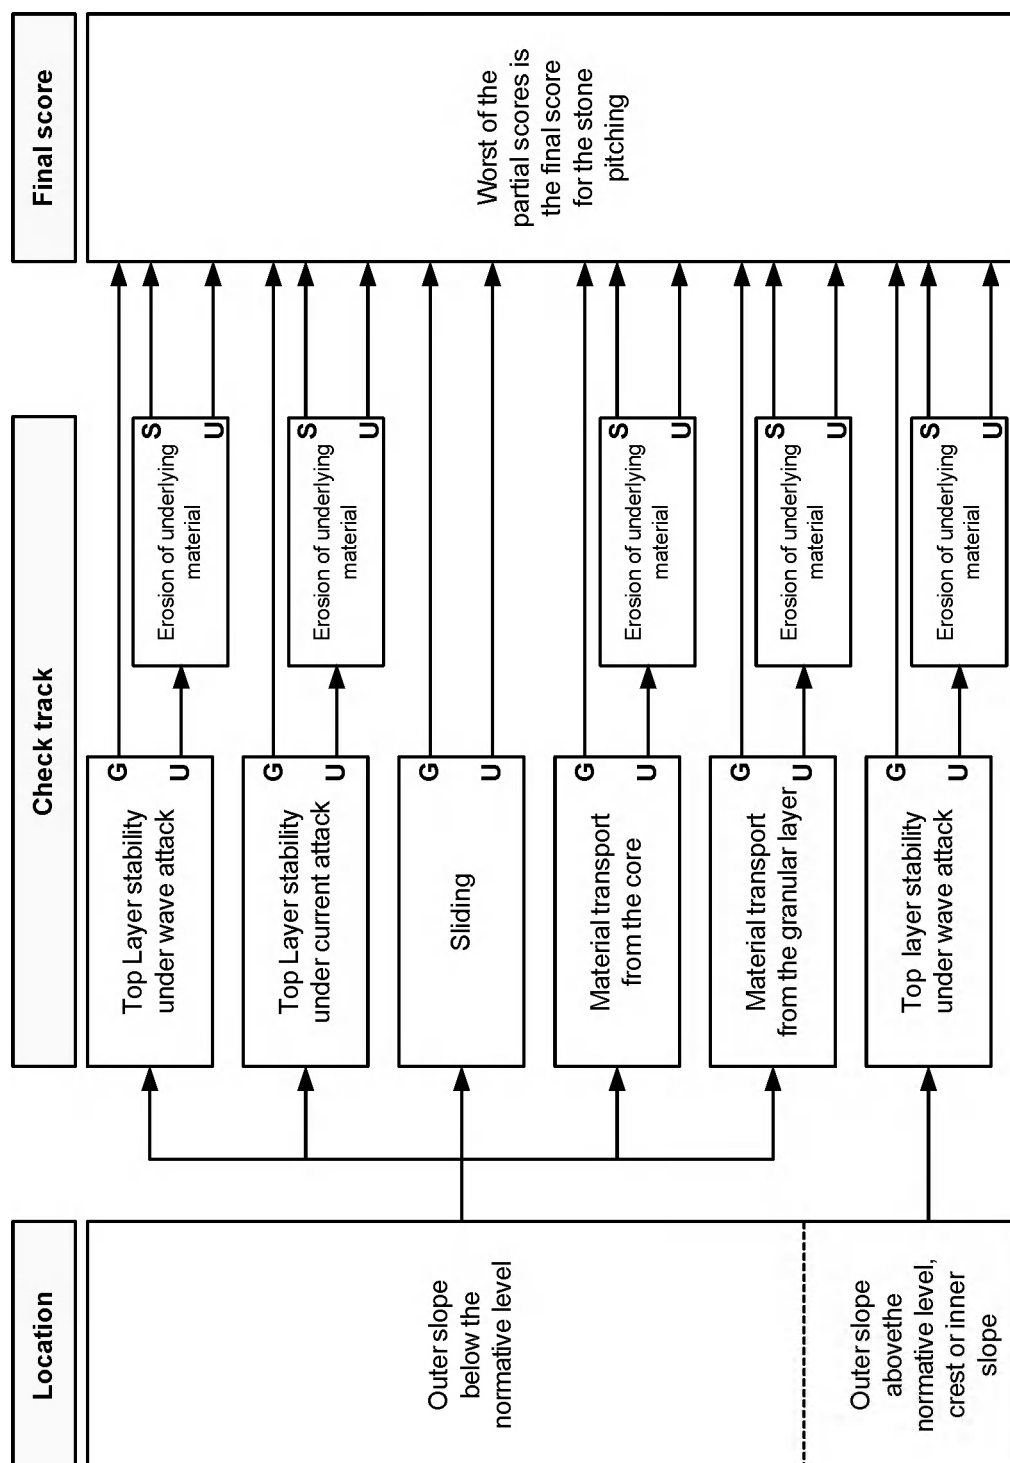 Location
Check track
Final score
Outer slope
below the
normative level
Outer slope
abovethe
normative level,
crest or inner
slope
Top Layer stability
under wave attack
G
U
Erosion of underlying
material
S
U
Top Layer stability
under current attack
G
U
Erosion of underlying
material
S
U
Sliding
G
U
Material transport
from the core
G
U
Erosion of underlying
material
S
U
Material transport
from the granular layer
G
U
Erosion of underlying
material
S
U
Top layer stability
under wave attack
G
U
Erosion of underlying
material
S
U
Worst of the
partial scores is
the final score
for the stone
pitching